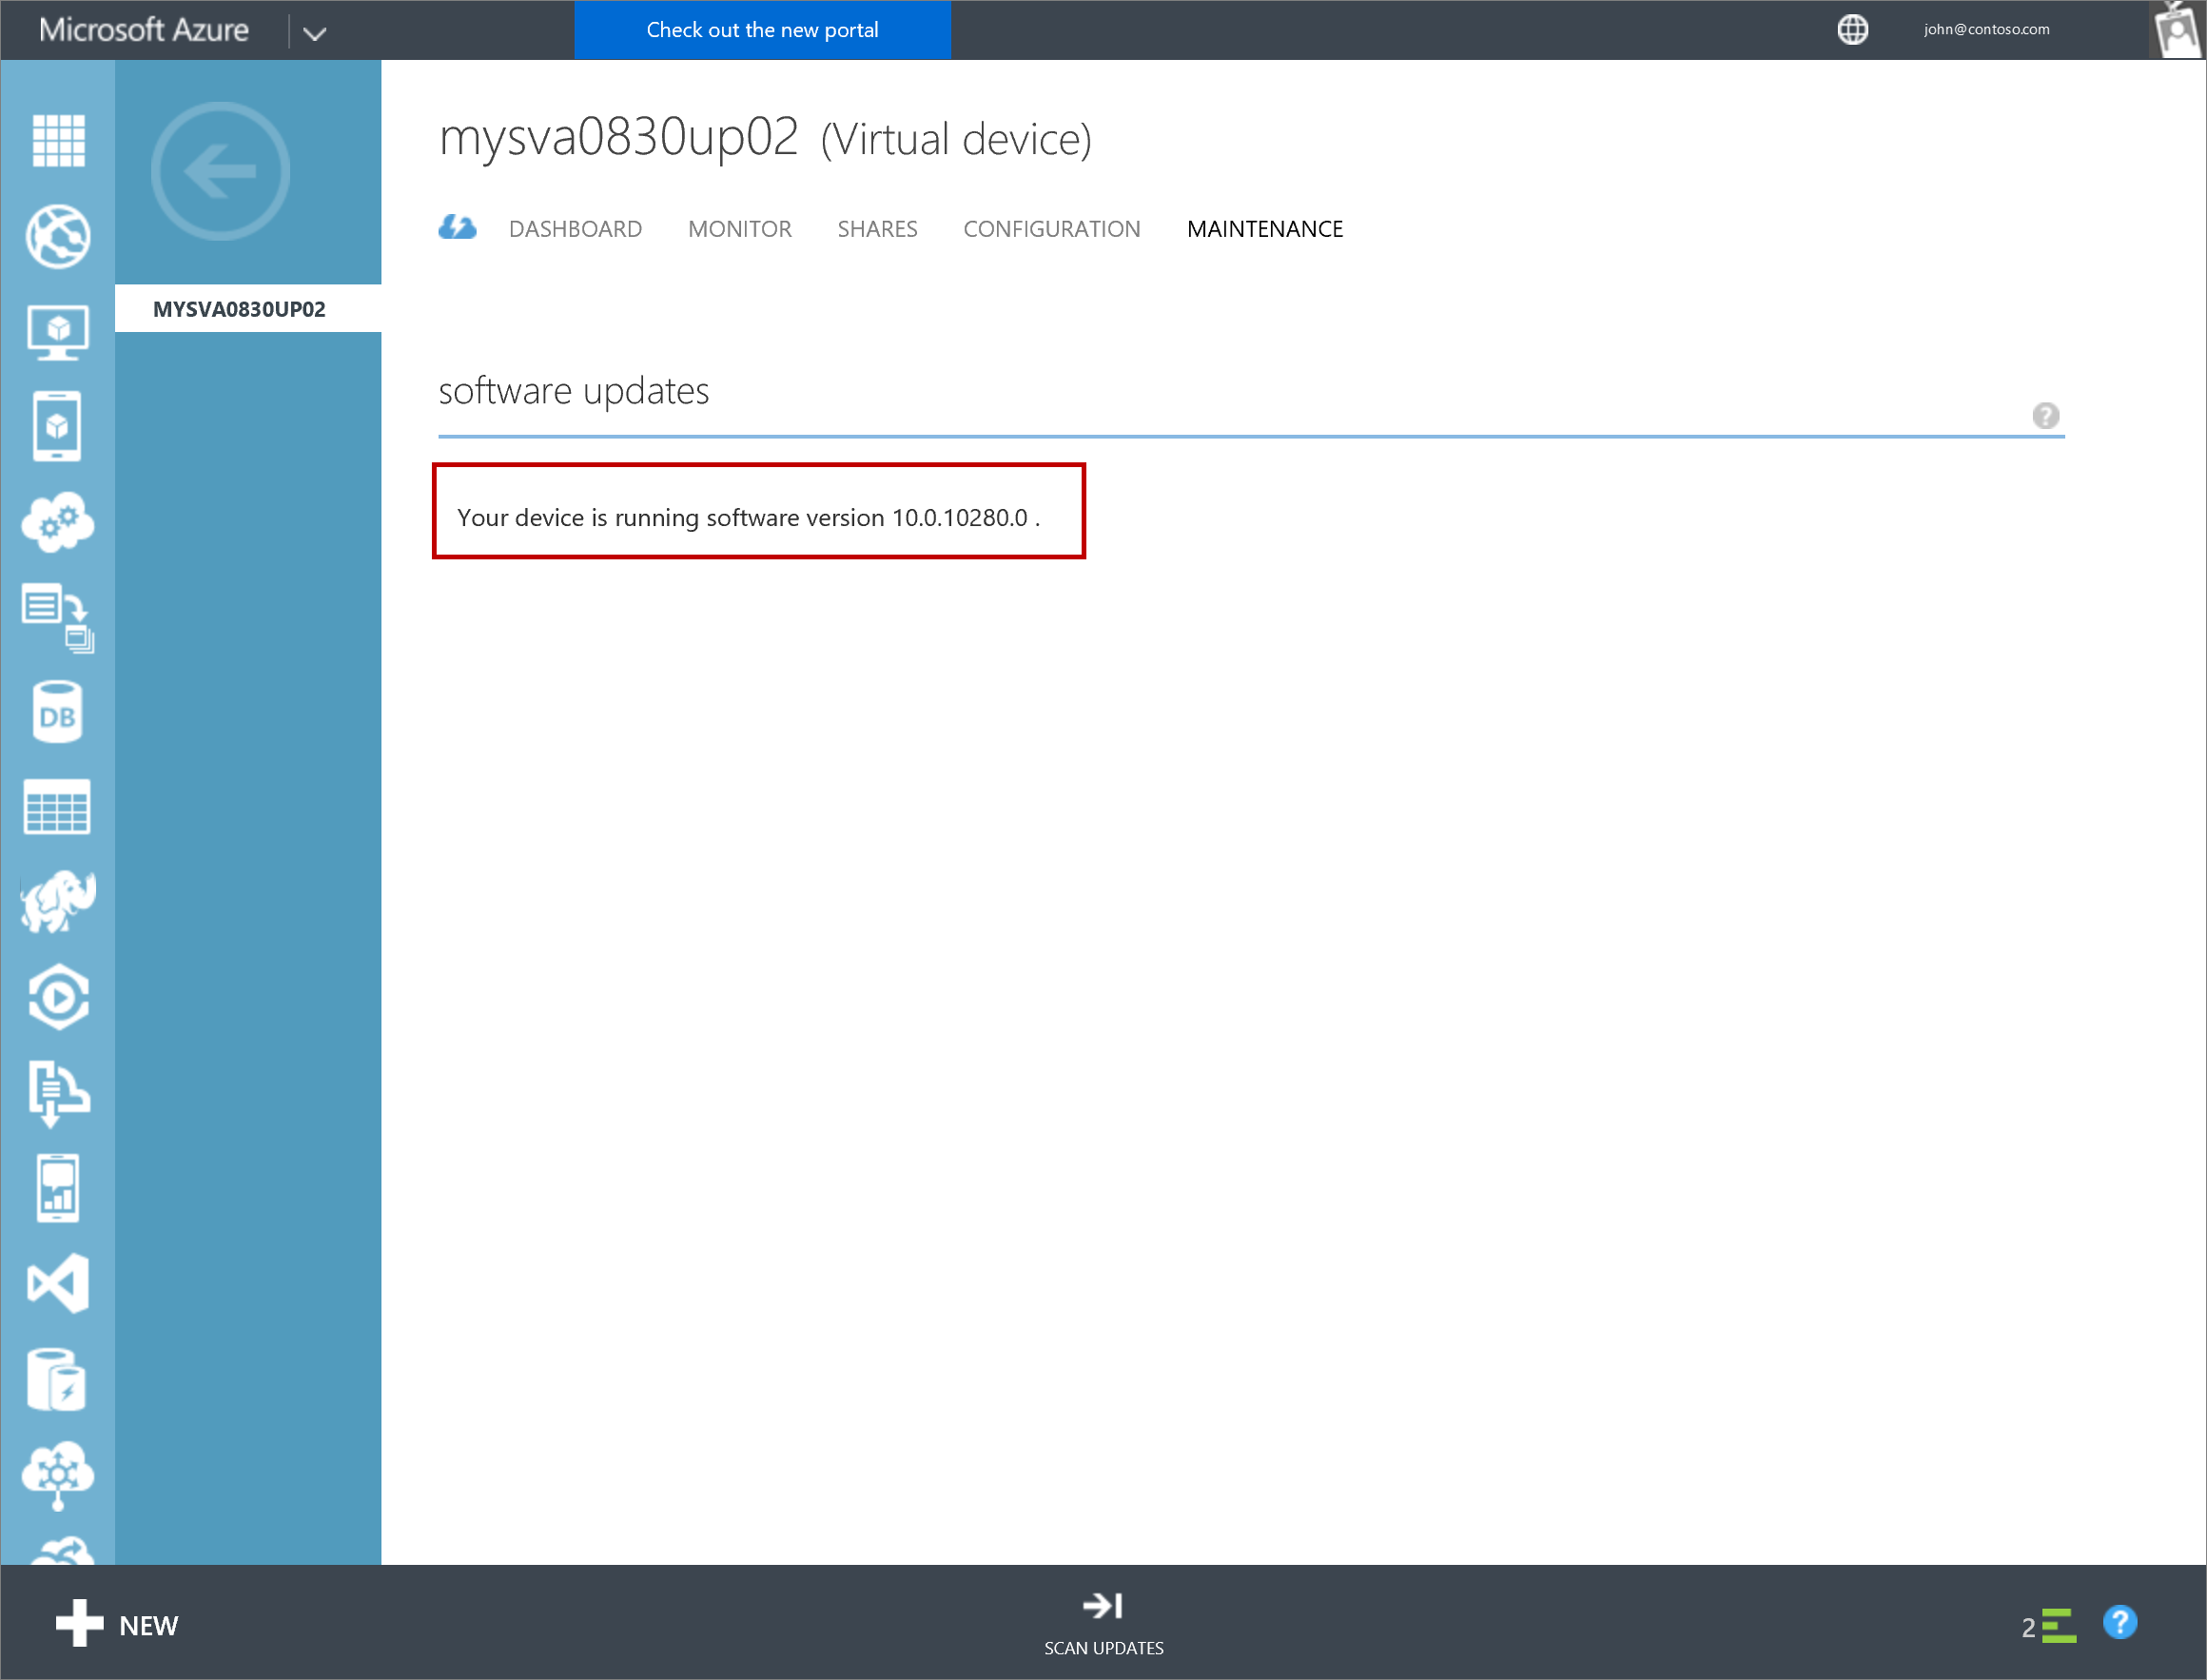 Microsoft Azure
Check out the new portal
john@contoso.com
mysva0830up02 (Virtual device)
DASHBOARD MONITOR SHARES CONFIGURATION MAINTENANCE
MYSVA0830UP02
software updates
?
Your device is running software version 10.0.10280.0 .
DB
NEW
SCAN UPDATES
2
?